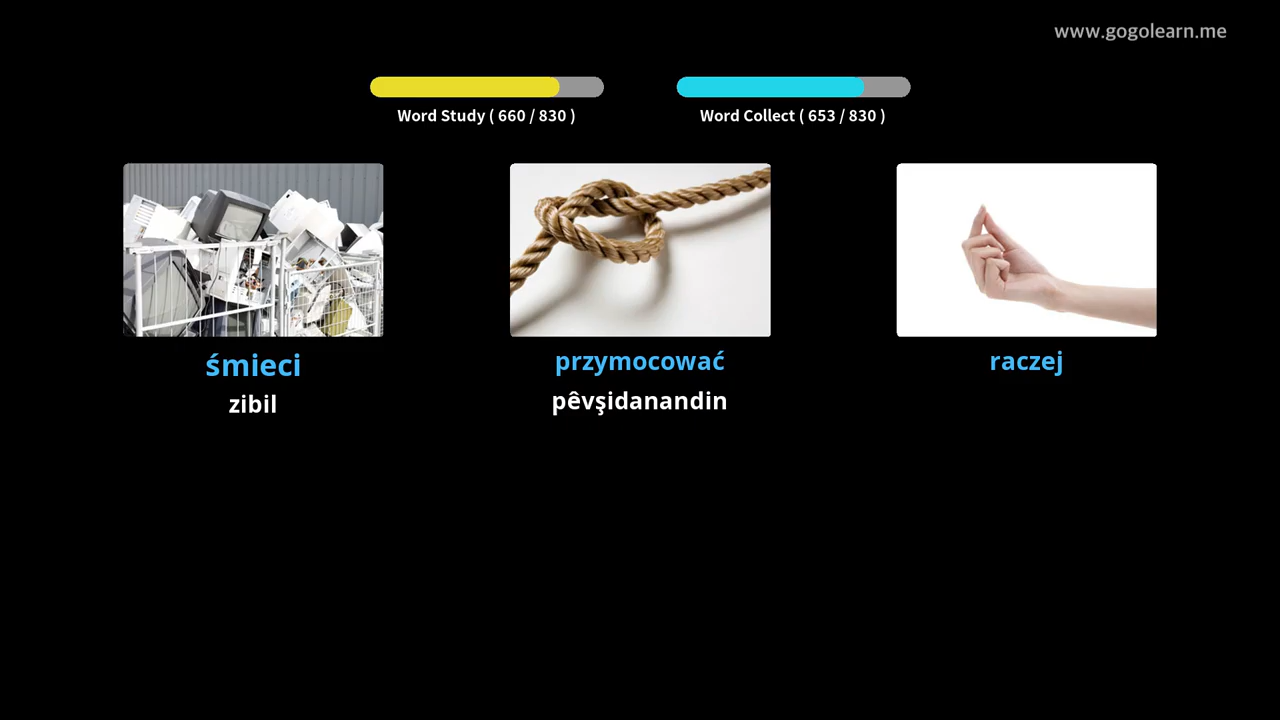 www.gogolearn.me
Word Study ( 660 / 830 )
Word Collect ( 653 / 830 )
śmieci
zibil
przymocować
pêvşidanandin
raczej